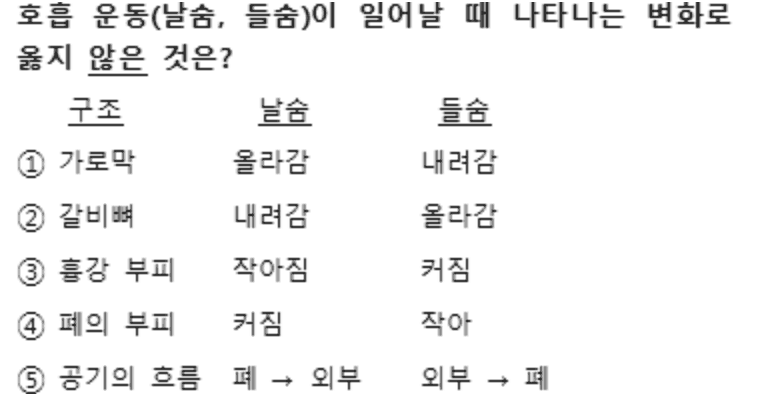 호흡 운동(날숨, 들숨)이 일어날 때 나타나는 변화로
옳지 않은 것은?
구조 날숨 들숨
① 가로막 올라감 내려감
② 갈비뼈 내려감 올라감
③ 흉강 부피 작아짐 커짐
④ 폐의 부피 커짐 작아
⑤ 공기의 흐름 폐 → 외부 외부 → 폐